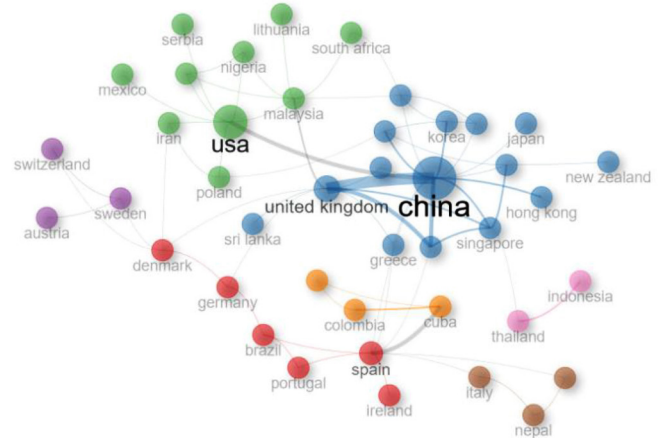 lithuania
serbia
south africa
nigeria
mexico
malaysia
iran
korea
japan
usa
switzerland
new zealand
poland
sweden
united kingdom
china
hong kong
austria
sri lanka
singapore
denmark
greece
germany
indonesia
colombia
cuba
thailand
brazil
spain
portugal
italy
ireland
nepal